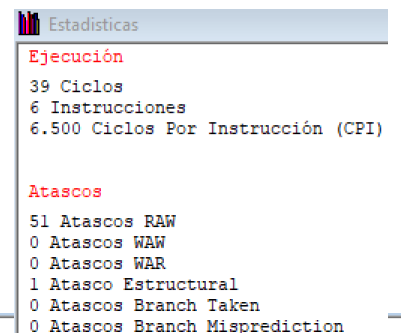 Estadisticas
Ejecución
39 Ciclos
6 Instrucciones
6.500 Ciclos Por Instrucción (CPI)
Atascos
51 Atascos RAW
0 Atascos WAW
0 Atascos WAR
1 Atasco Estructural
0 Atascos Branch Taken
0 Atascos Branch Misprediction